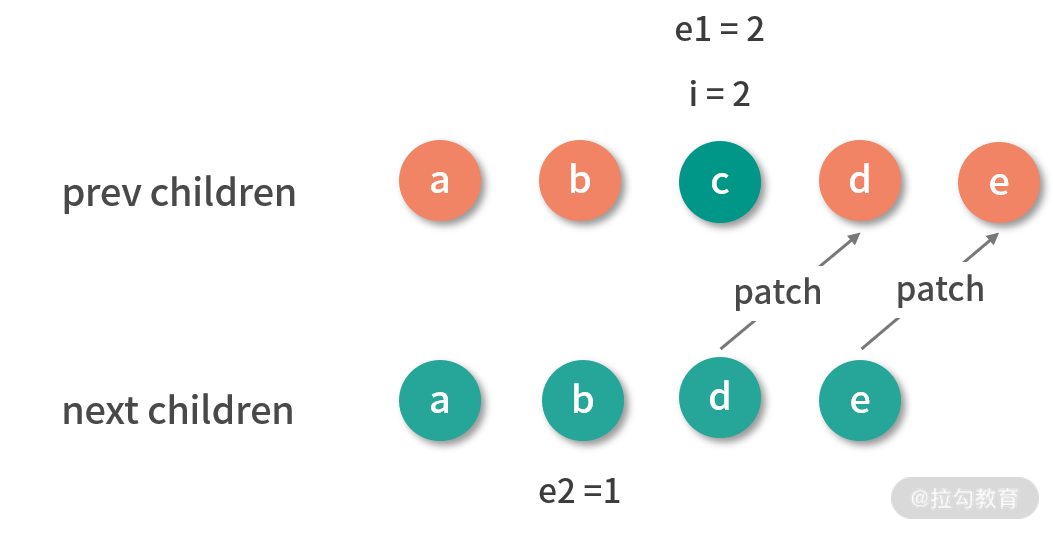 e1 = 2
i = 2
prev children a b c d e
patch patch
next children a b d e
e2 =1
@拉勾教育